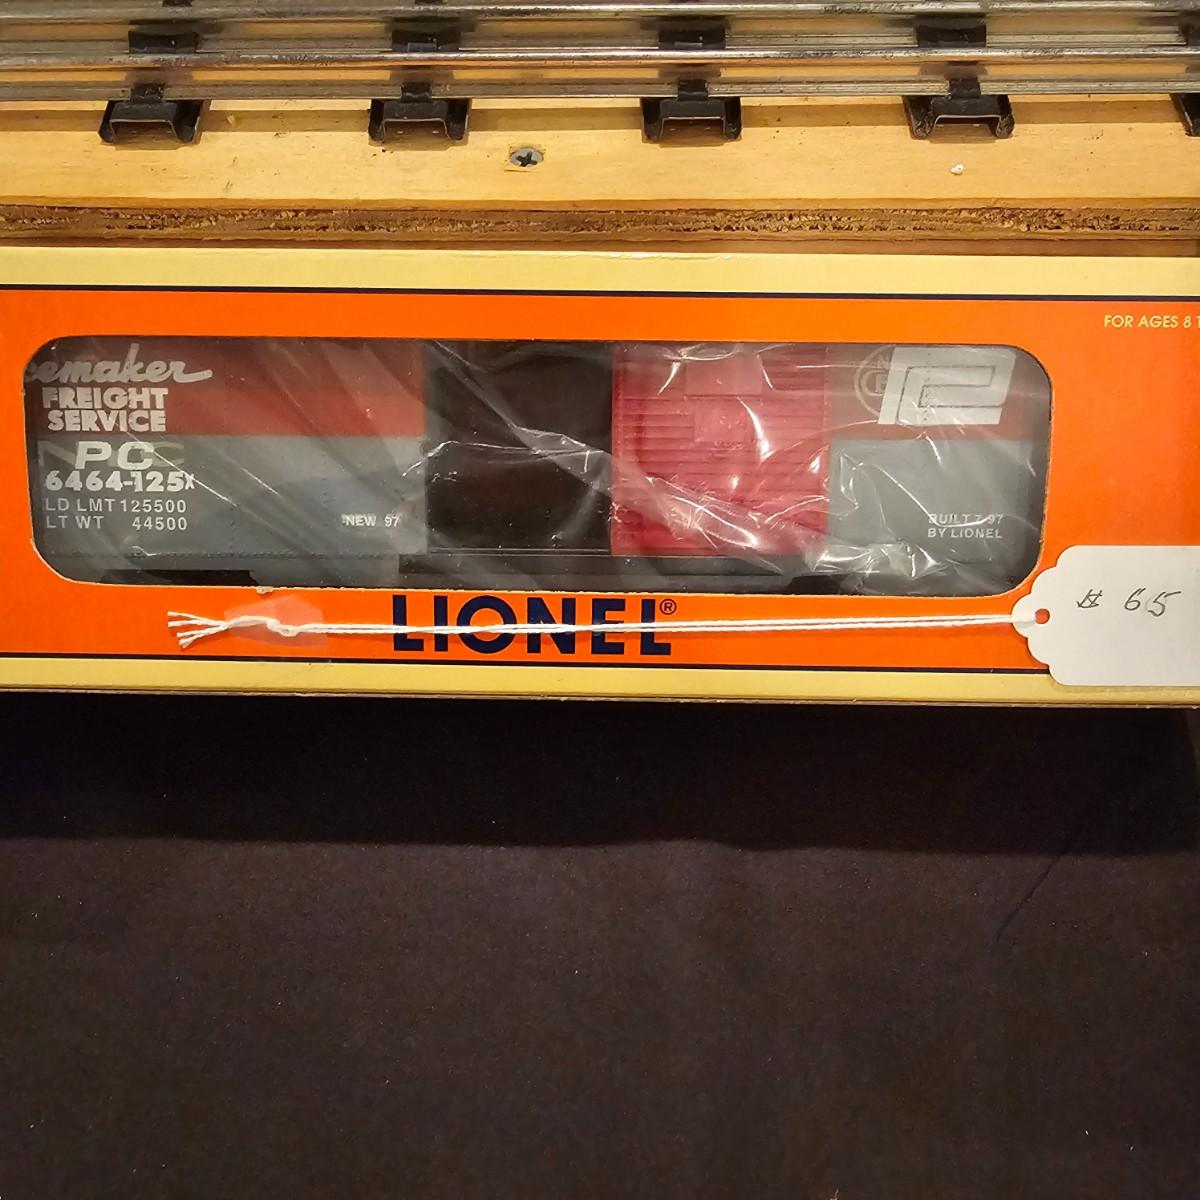 FOR AGES 8
emaker
FREIGHT
SERVICE
PC
6464-125X
LD LMT 125500
LT WT 44500
NEW 97
BUILT 7 97
BY LIONEL
LIONEL®
$ 65